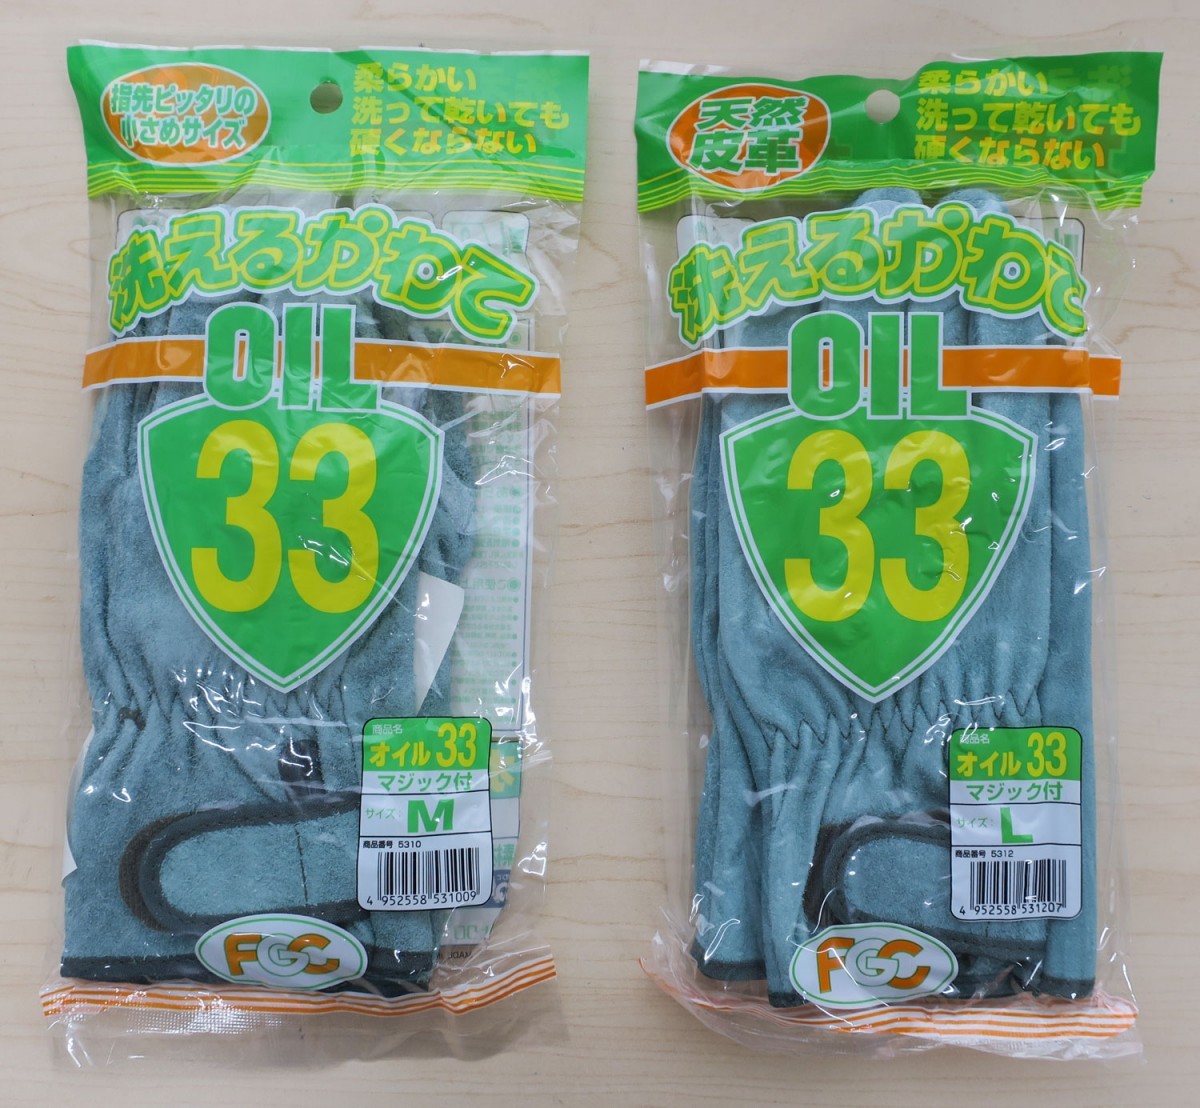 指先ピッタリの
小さめサイズ
柔らかい
洗って乾いても
硬くならない
洗えるかわて
OIL
33
商品名
オイル33
マジック付
サイズ: M
商品番号 5310
4 952558 531009
FGC
天然
皮革
柔らかい
洗って乾いても
硬くならない
洗えるかわて
OIL
33
商品名
オイル33
マジック付
サイズ: L
商品番号 5312
4 952558 531207
FGC